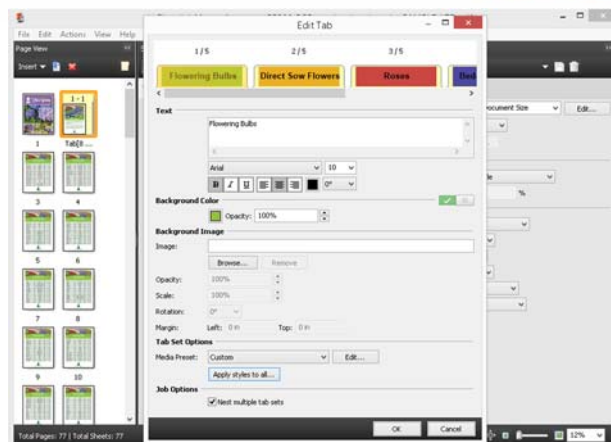 Edit Tab
File Edit Actions View Help
Page View
Insert
1/5 2/5 3/5
Flowering Bulbs Direct Sow Flowers Roses
Text
Flowering Bulbs
Arial 10
B I U 0°
Background Color
Opacity: 100%
Background Image
Image:
Browse... Remove
Opacity: 100%
Scale: 100%
Rotation: 0°
Margin: Left: 0 in Top: 0 in
Tab Set Options
Media Preset: Custom Edit...
Apply styles to all...
Job Options
Nest multiple tab sets
OK Cancel
1 - 1
1 Tab[8 ...
3 4
5 6
7 8
9 10
Edit...
%
Total Pages: 77 | Total Sheets: 77
12%